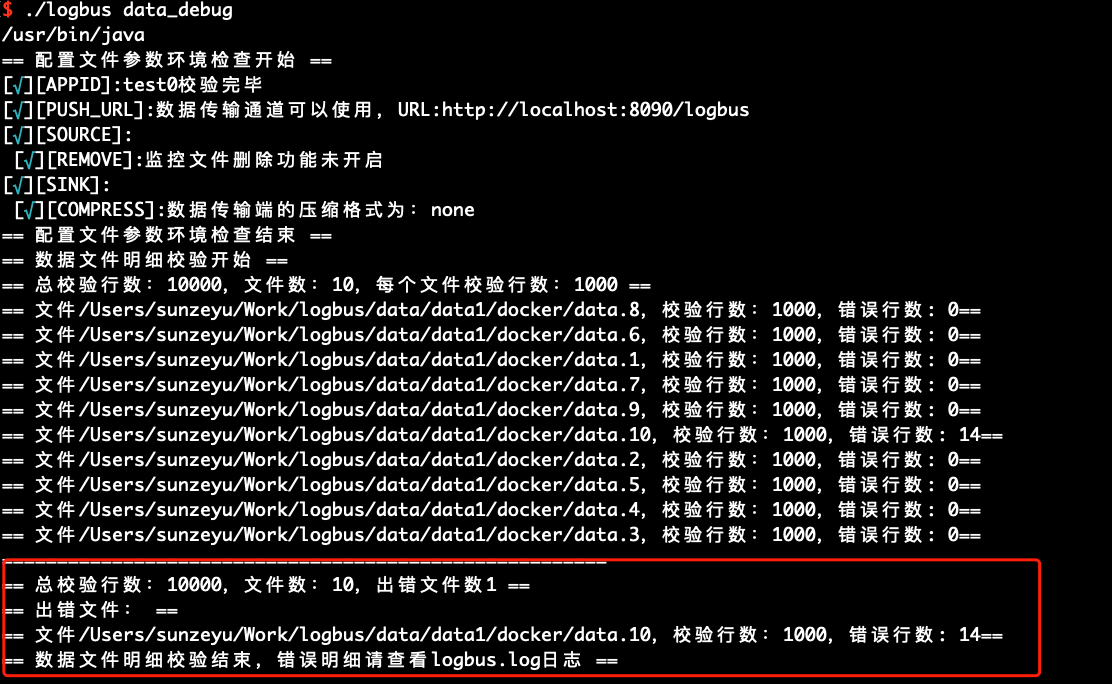 $ ./logbus data_debug
/usr/bin/java
== 配置文件参数环境检查开始 ==
[√][APPID]:test0校验完毕
[√][PUSH_URL]:数据传输通道可以使用, URL:http://localhost:8090/logbus
[√][SOURCE]:
 [√][REMOVE]:监控文件删除功能未开启
[√][SINK]:
 [√][COMPRESS]:数据传输端的压缩格式为: none
== 配置文件参数环境检查结束 ==
== 数据文件明细校验开始 ==
== 总校验行数: 10000, 文件数: 10, 每个文件校验行数: 1000 ==
== 文件/Users/sunzeyu/Work/logbus/data/data1/docker/data.8, 校验行数: 1000, 错误行数: 0==
== 文件/Users/sunzeyu/Work/logbus/data/data1/docker/data.6, 校验行数: 1000, 错误行数: 0==
== 文件/Users/sunzeyu/Work/logbus/data/data1/docker/data.1, 校验行数: 1000, 错误行数: 0==
== 文件/Users/sunzeyu/Work/logbus/data/data1/docker/data.7, 校验行数: 1000, 错误行数: 0==
== 文件/Users/sunzeyu/Work/logbus/data/data1/docker/data.9, 校验行数: 1000, 错误行数: 0==
== 文件/Users/sunzeyu/Work/logbus/data/data1/docker/data.10, 校验行数: 1000, 错误行数: 14==
== 文件/Users/sunzeyu/Work/logbus/data/data1/docker/data.2, 校验行数: 1000, 错误行数: 0==
== 文件/Users/sunzeyu/Work/logbus/data/data1/docker/data.5, 校验行数: 1000, 错误行数: 0==
== 文件/Users/sunzeyu/Work/logbus/data/data1/docker/data.4, 校验行数: 1000, 错误行数: 0==
== 文件/Users/sunzeyu/Work/logbus/data/data1/docker/data.3, 校验行数: 1000, 错误行数: 0==
=======================================================
== 总校验行数: 10000, 文件数: 10, 出错文件数1 ==
== 出错文件:  ==
== 文件/Users/sunzeyu/Work/logbus/data/data1/docker/data.10, 校验行数: 1000, 错误行数: 14==
== 数据文件明细校验结束, 错误明细请查看logbus.log日志 ==